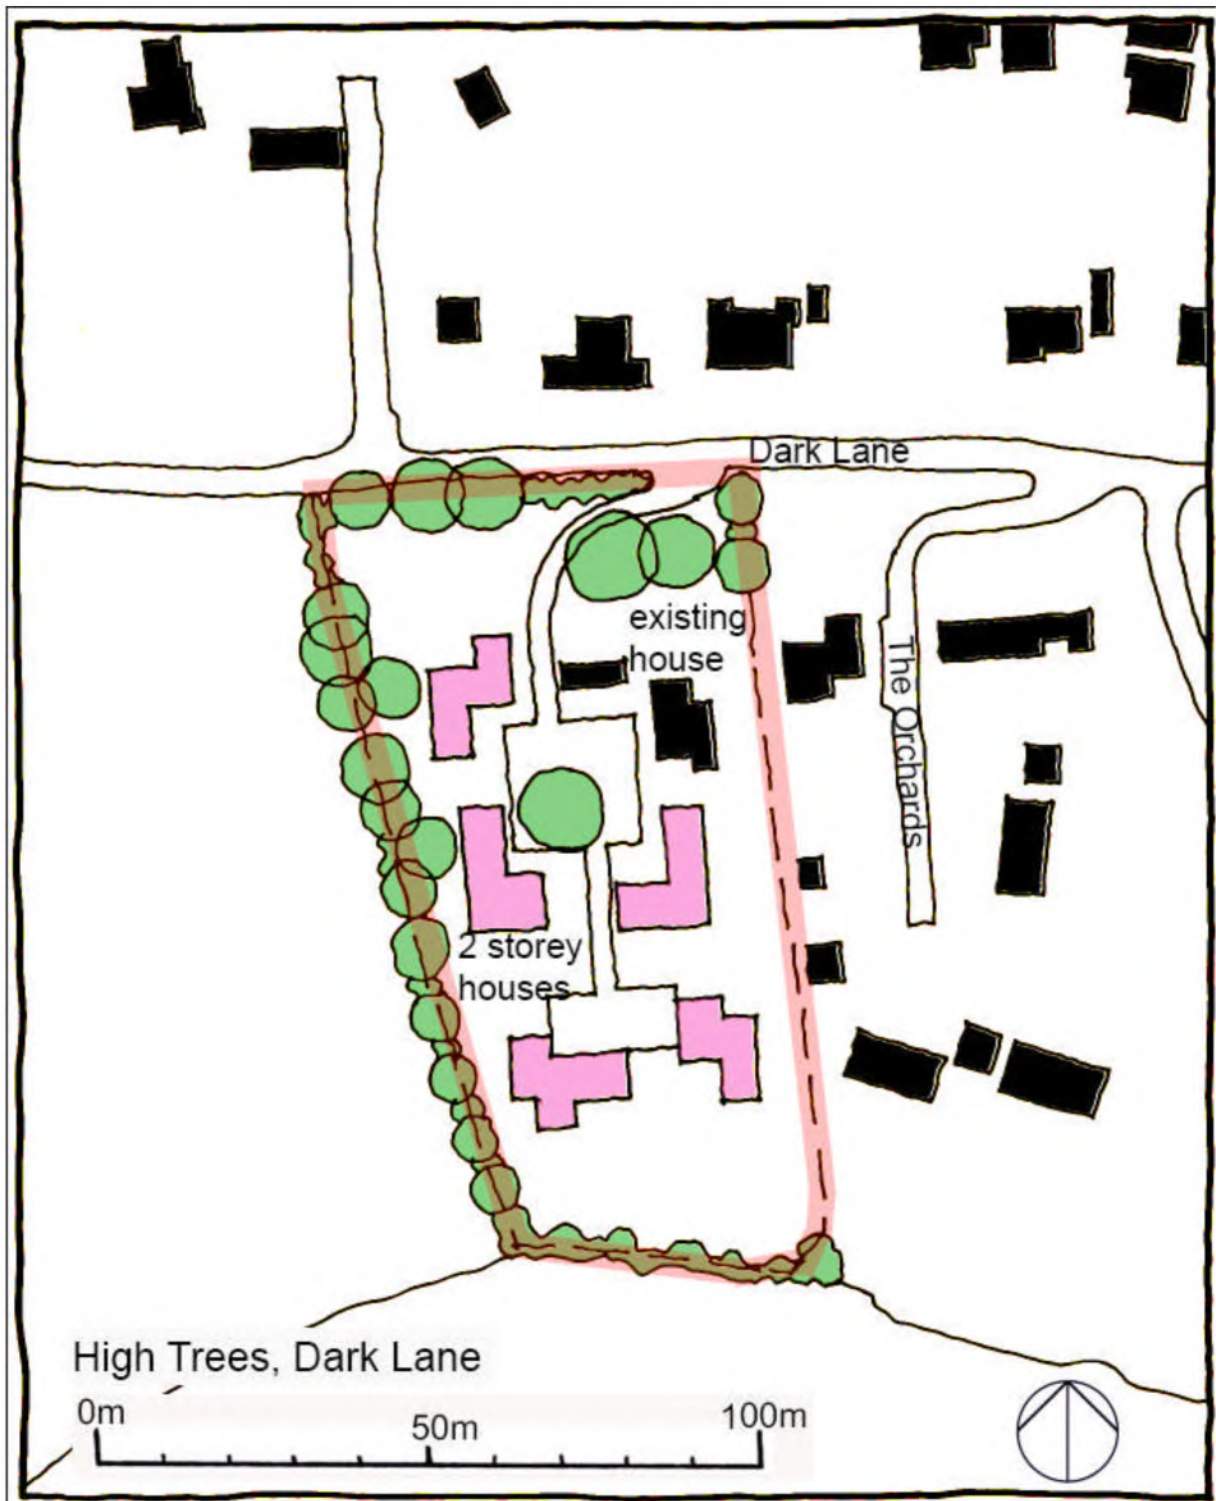 Dark Lane
existing
house
The Orchards
2 storey
houses
High Trees, Dark Lane
0m
50m
100m